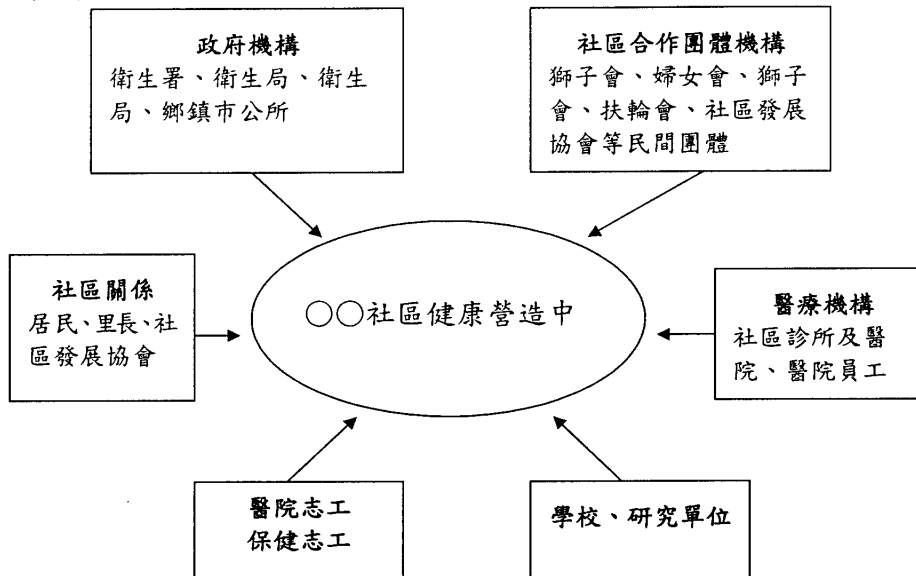 政府機構
衛生署、衛生局、衛生
局、鄉鎮市公所
社區合作團體機構
獅子會、婦女會、獅子
會、扶輪會、社區發展
協會等民間團體
社區關係
居民、里長、社
區發展協會
○○社區健康營造中
醫療機構
社區診所及醫
院、醫院員工
醫院志工
保健志工
學校、研究單位